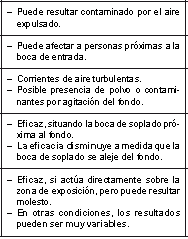 – Puede resultar contaminado por el aire
expulsado.
– Puede afectar a personas próximas a la
boca de entrada.
– Corrientes de aire turbulentas.
– Posible presencia de polvo o contami-
nantes por agitación del fondo.
– Eficaz, situando la boca de soplado pró-
xima al fondo.
– La eficacia disminuye a medida que la
boca de soplado se aleje del fondo.
– Eficaz, si actúa directamente sobre la
zona de exposición, pero puede resultar
molesto.
– En otras condiciones, los resultados
pueden ser muy variables.